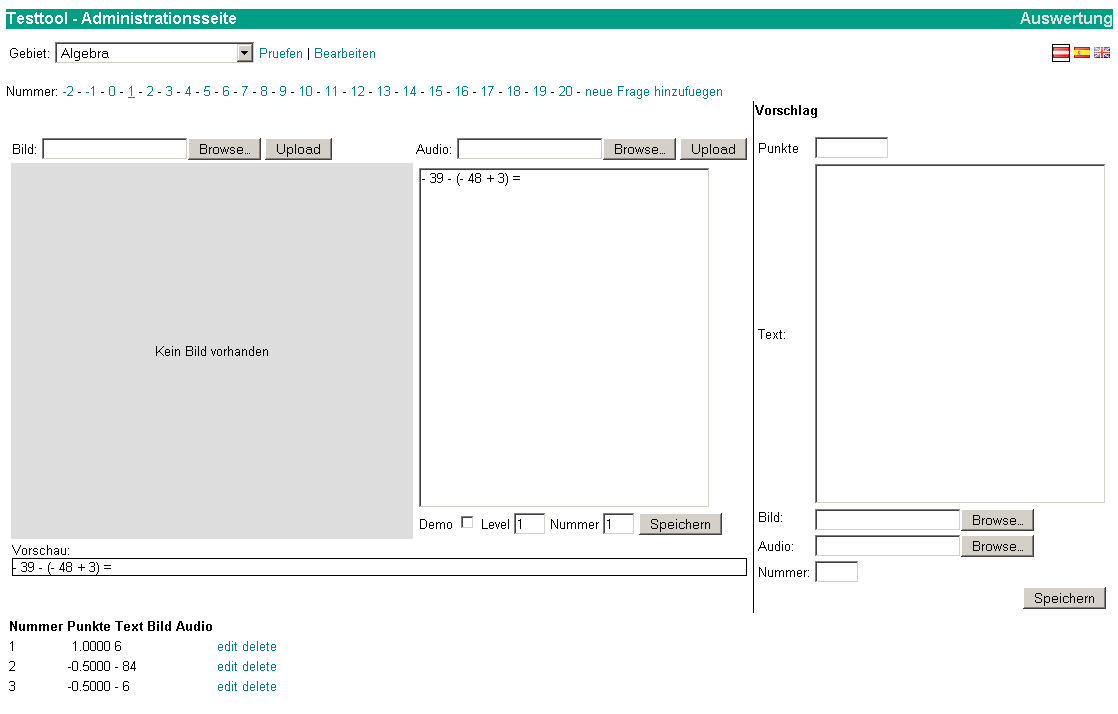 Testtool - Administrationsseite Auswertung
Gebiet: Algebra Pruefen | Bearbeiten
Nummer: -2 - -1 - 0 - 1 - 2 - 3 - 4 - 5 - 6 - 7 - 8 - 9 - 10 - 11 - 12 - 13 - 14 - 15 - 16 - 17 - 18 - 19 - 20 - neue Frage hinzufuegen
Bild: Browse... Upload Audio: Browse... Upload
- 39 - (- 48 + 3) =
Kein Bild vorhanden
Demo Level 1 Nummer 1 Speichern
Vorschau:
- 39 - (- 48 + 3) =
Vorschlag
Punkte
Text:
Bild: Browse...
Audio: Browse...
Nummer:
Speichern
Nummer Punkte Text Bild Audio
1 1.0000 6 edit delete
2 -0.5000 - 84 edit delete
3 -0.5000 - 6 edit delete